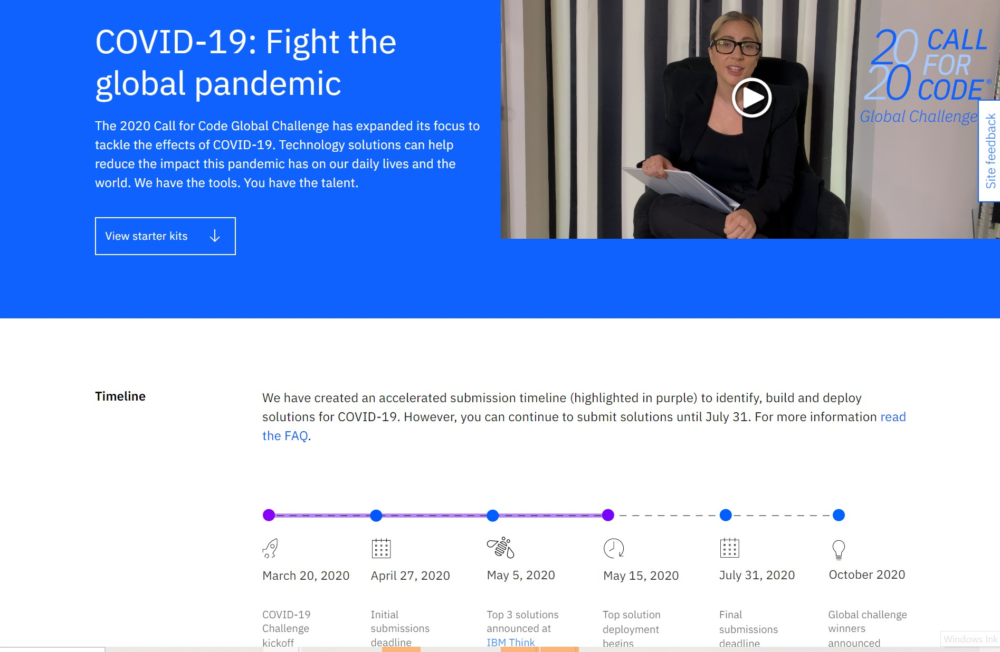 COVID-19: Fight the
global pandemic
The 2020 Call for Code Global Challenge has expanded its focus to
tackle the effects of COVID-19. Technology solutions can help
reduce the impact this pandemic has on our daily lives and the
world. We have the tools. You have the talent.
View starter kits
20
20
CALL
FOR
CODE®
Global Challenge
Site feedback
Timeline
We have created an accelerated submission timeline (highlighted in purple) to identify, build and deploy
solutions for COVID-19. However, you can continue to submit solutions until July 31. For more information read
the FAQ.
March 20, 2020
COVID-19
Challenge
kickoff
April 27, 2020
Initial
submissions
deadline
May 5, 2020
Top 3 solutions
announced at
IBM Think
May 15, 2020
Top solution
deployment
begins
July 31, 2020
Final
submissions
deadline
October 2020
Global challenge
winners
announced
Windows Ink